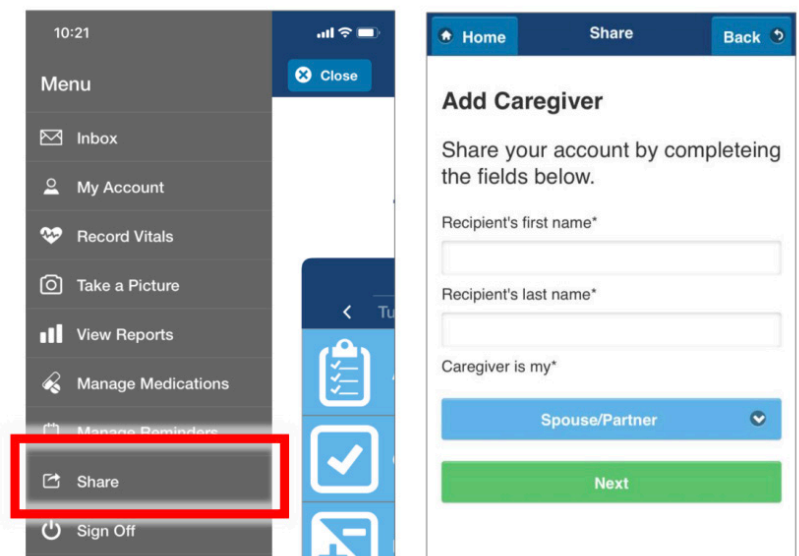 10:21
Menu
Close
Inbox
My Account
Record Vitals
Take a Picture
View Reports
Manage Medications
Manage Reminders
Share
Sign Off
Tu
Home
Share
Back
Add Caregiver
Share your account by completeing
the fields below.
Recipient's first name*
Recipient's last name*
Caregiver is my*
Spouse/Partner
Next